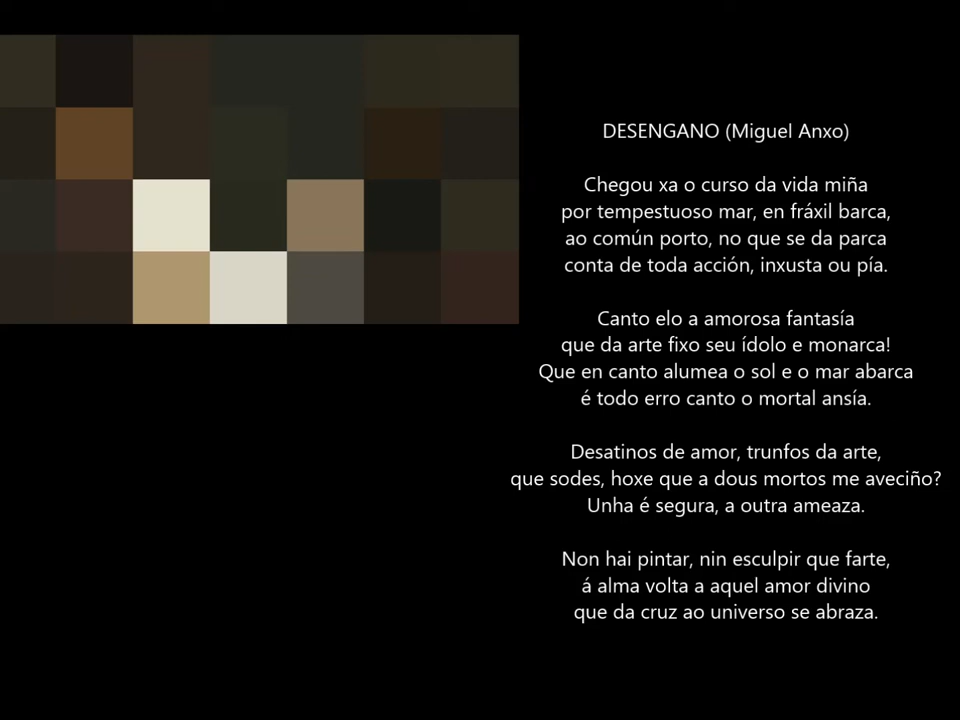 DESENGANO (Miguel Anxo)
Chegou xa o curso da vida miña
por tempestuoso mar, en fráxil barca,
ao común porto, no que se da parca
conta de toda acción, inxusta ou pía.
Canto elo a amorosa fantasía
que da arte fixo seu ídolo e monarca!
Que en canto alumea o sol e o mar abarca
é todo erro canto o mortal ansía.
Desatinos de amor, trunfos da arte,
que sodes, hoxe que a dous mortos me aveciño?
Unha é segura, a outra ameaza.
Non hai pintar, nin esculpir que farte,
á alma volta a aquel amor divino
que da cruz ao universo se abraza.